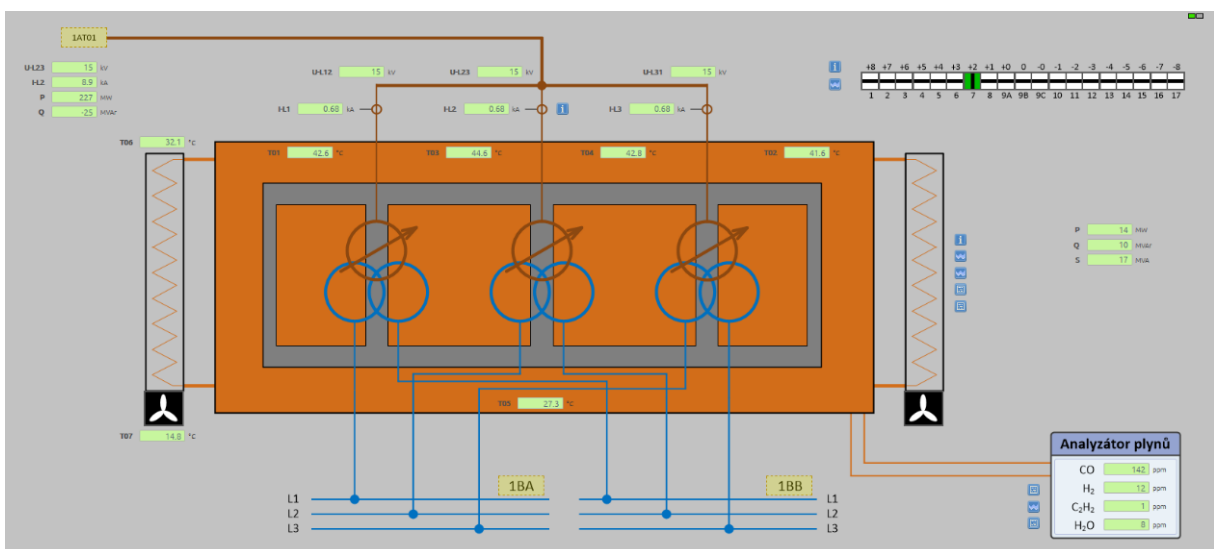 1AT01
U-L23 15 kV
I-L2 8.9 kA
P 227 MW
Q -25 MVAr
U-L12 15 kV U-L23 15 kV U-L31 15 kV
+8 +7 +6 +5 +4 +3 +2 +1 +0 0 -0 -1 -2 -3 -4 -5 -6 -7 -8
1 2 3 4 5 6 7 8 9A 9B 9C 10 11 12 13 14 15 16 17
I-L1 0.68 kA I-L2 0.68 kA I-L3 0.68 kA
T06 32.1 °C
T01 42.6 °C T03 44.6 °C T04 42.8 °C T02 41.6 °C
P 14 MW
Q 10 MVAr
S 17 MVA
T05 27.3 °C
T07 14.8 °C
Analyzátor plynů
CO 142 ppm
H₂ 12 ppm
C₂H₂ 1 ppm
H₂O 8 ppm
1BA 1BB
L1 L1
L2 L2
L3 L3